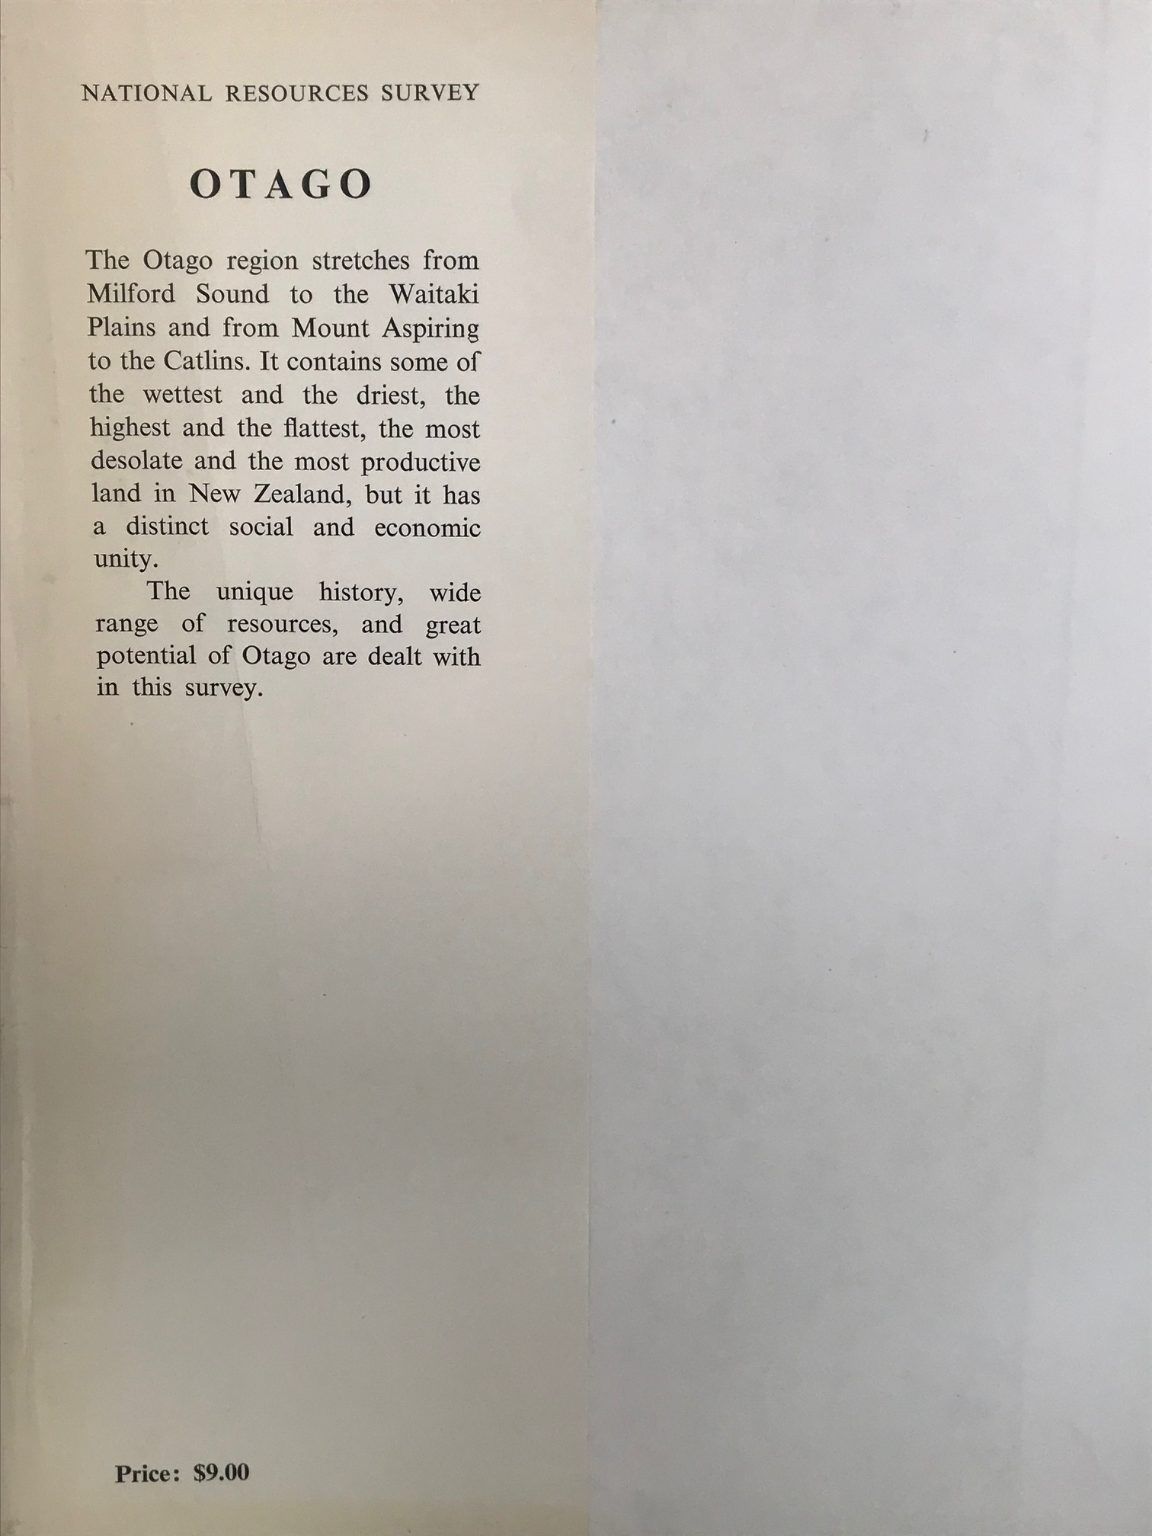 NATIONAL RESOURCES SURVEY
OTAGO
The Otago region stretches from
Milford Sound to the Waitaki
Plains and from Mount Aspiring
to the Catlins. It contains some of
the wettest and the driest, the
highest and the flattest, the most
desolate and the most productive
land in New Zealand, but it has
a distinct social and economic
unity.
The unique history, wide
range of resources, and great
potential of Otago are dealt with
in this survey.
Price: $9.00